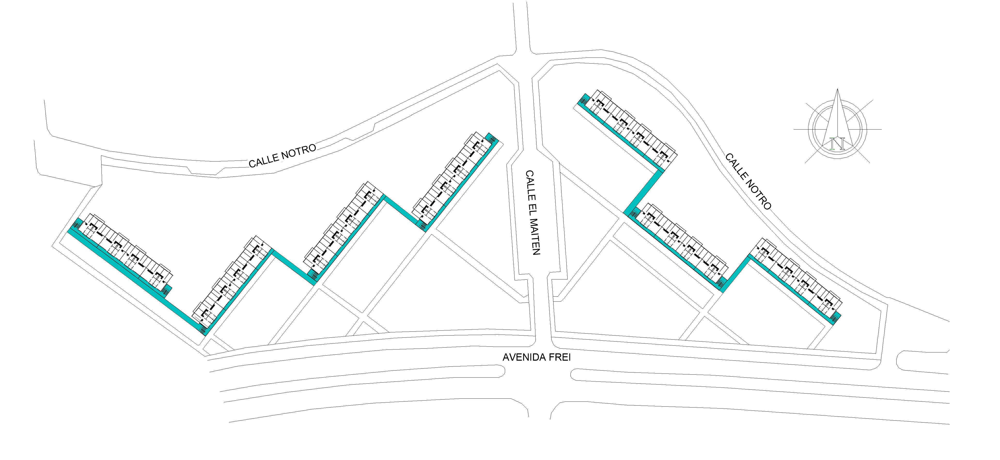 CALLE NOTRO
CALLE EL MAITEN
CALLE NOTRO
N
AVENIDA FREI